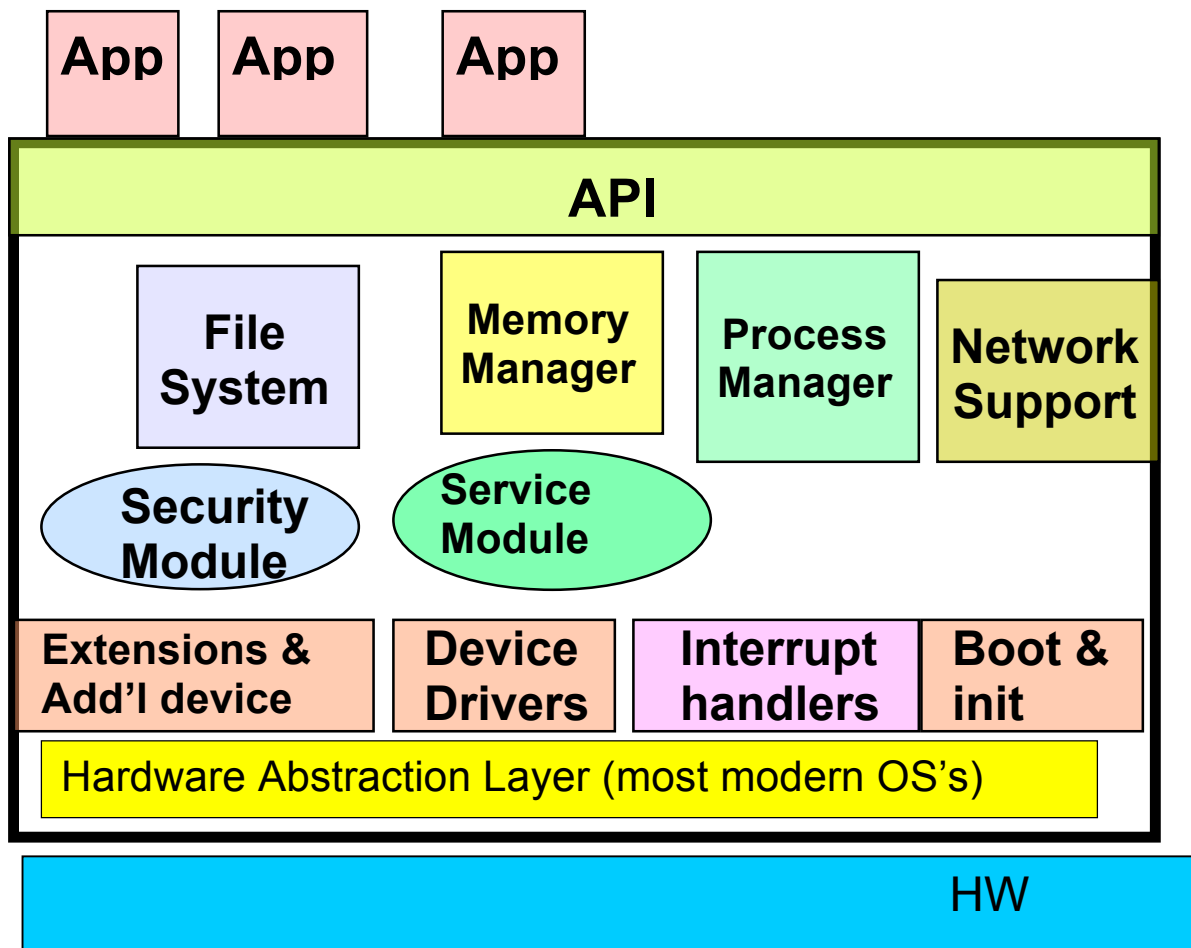 App
App
App
API
File
System
Memory
Manager
Process
Manager
Network
Support
Security
Module
Service
Module
Extensions &
Add’l device
Device
Drivers
Interrupt
handlers
Boot &
init
Hardware Abstraction Layer (most modern OS’s)
HW